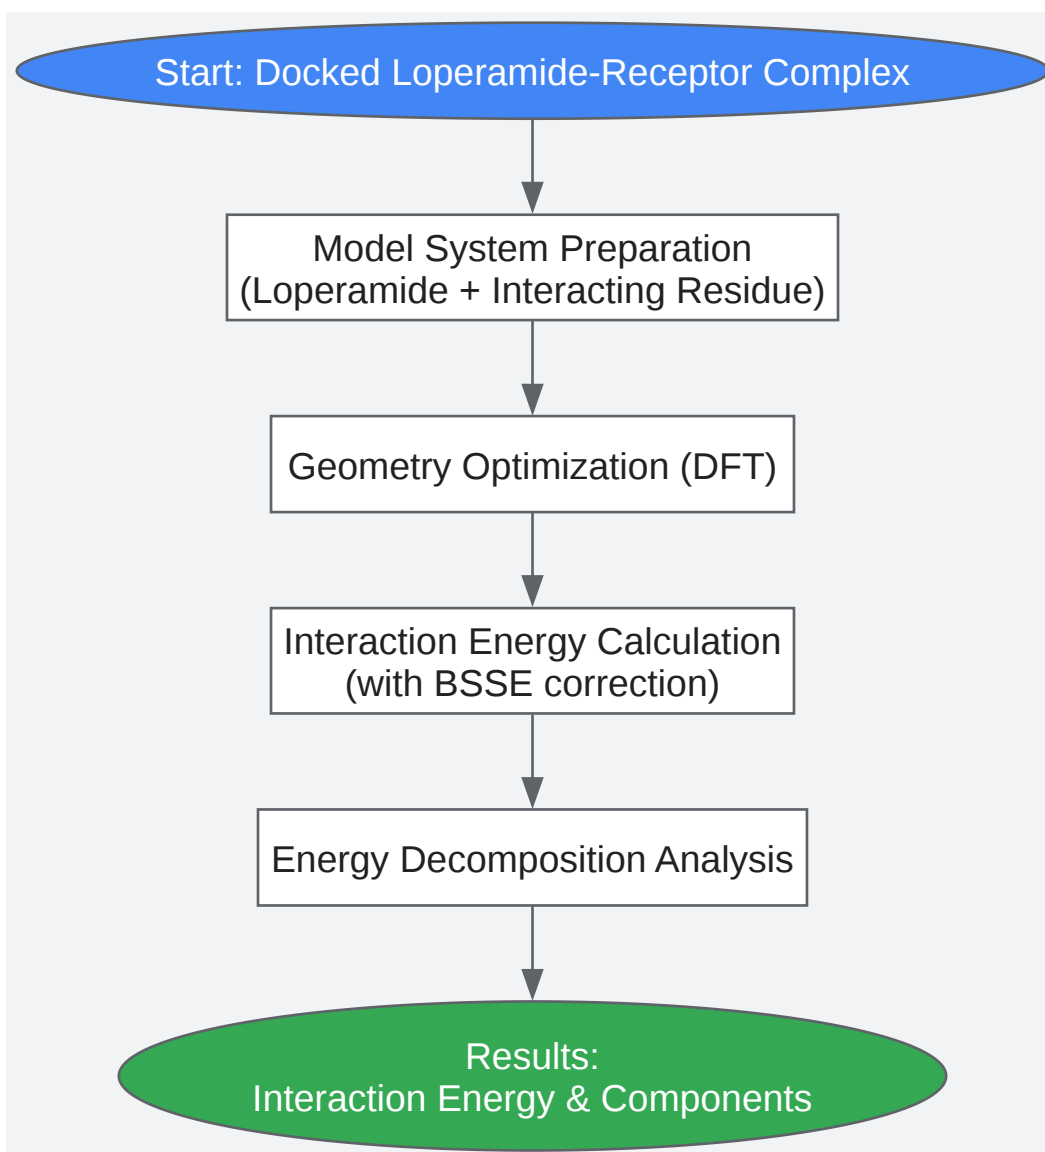 Start: Docked Loperamide-Receptor Complex
Model System Preparation
(Loperamide + Interacting Residue)
Geometry Optimization (DFT)
Interaction Energy Calculation
(with BSSE correction)
Energy Decomposition Analysis
Results:
Interaction Energy & Components